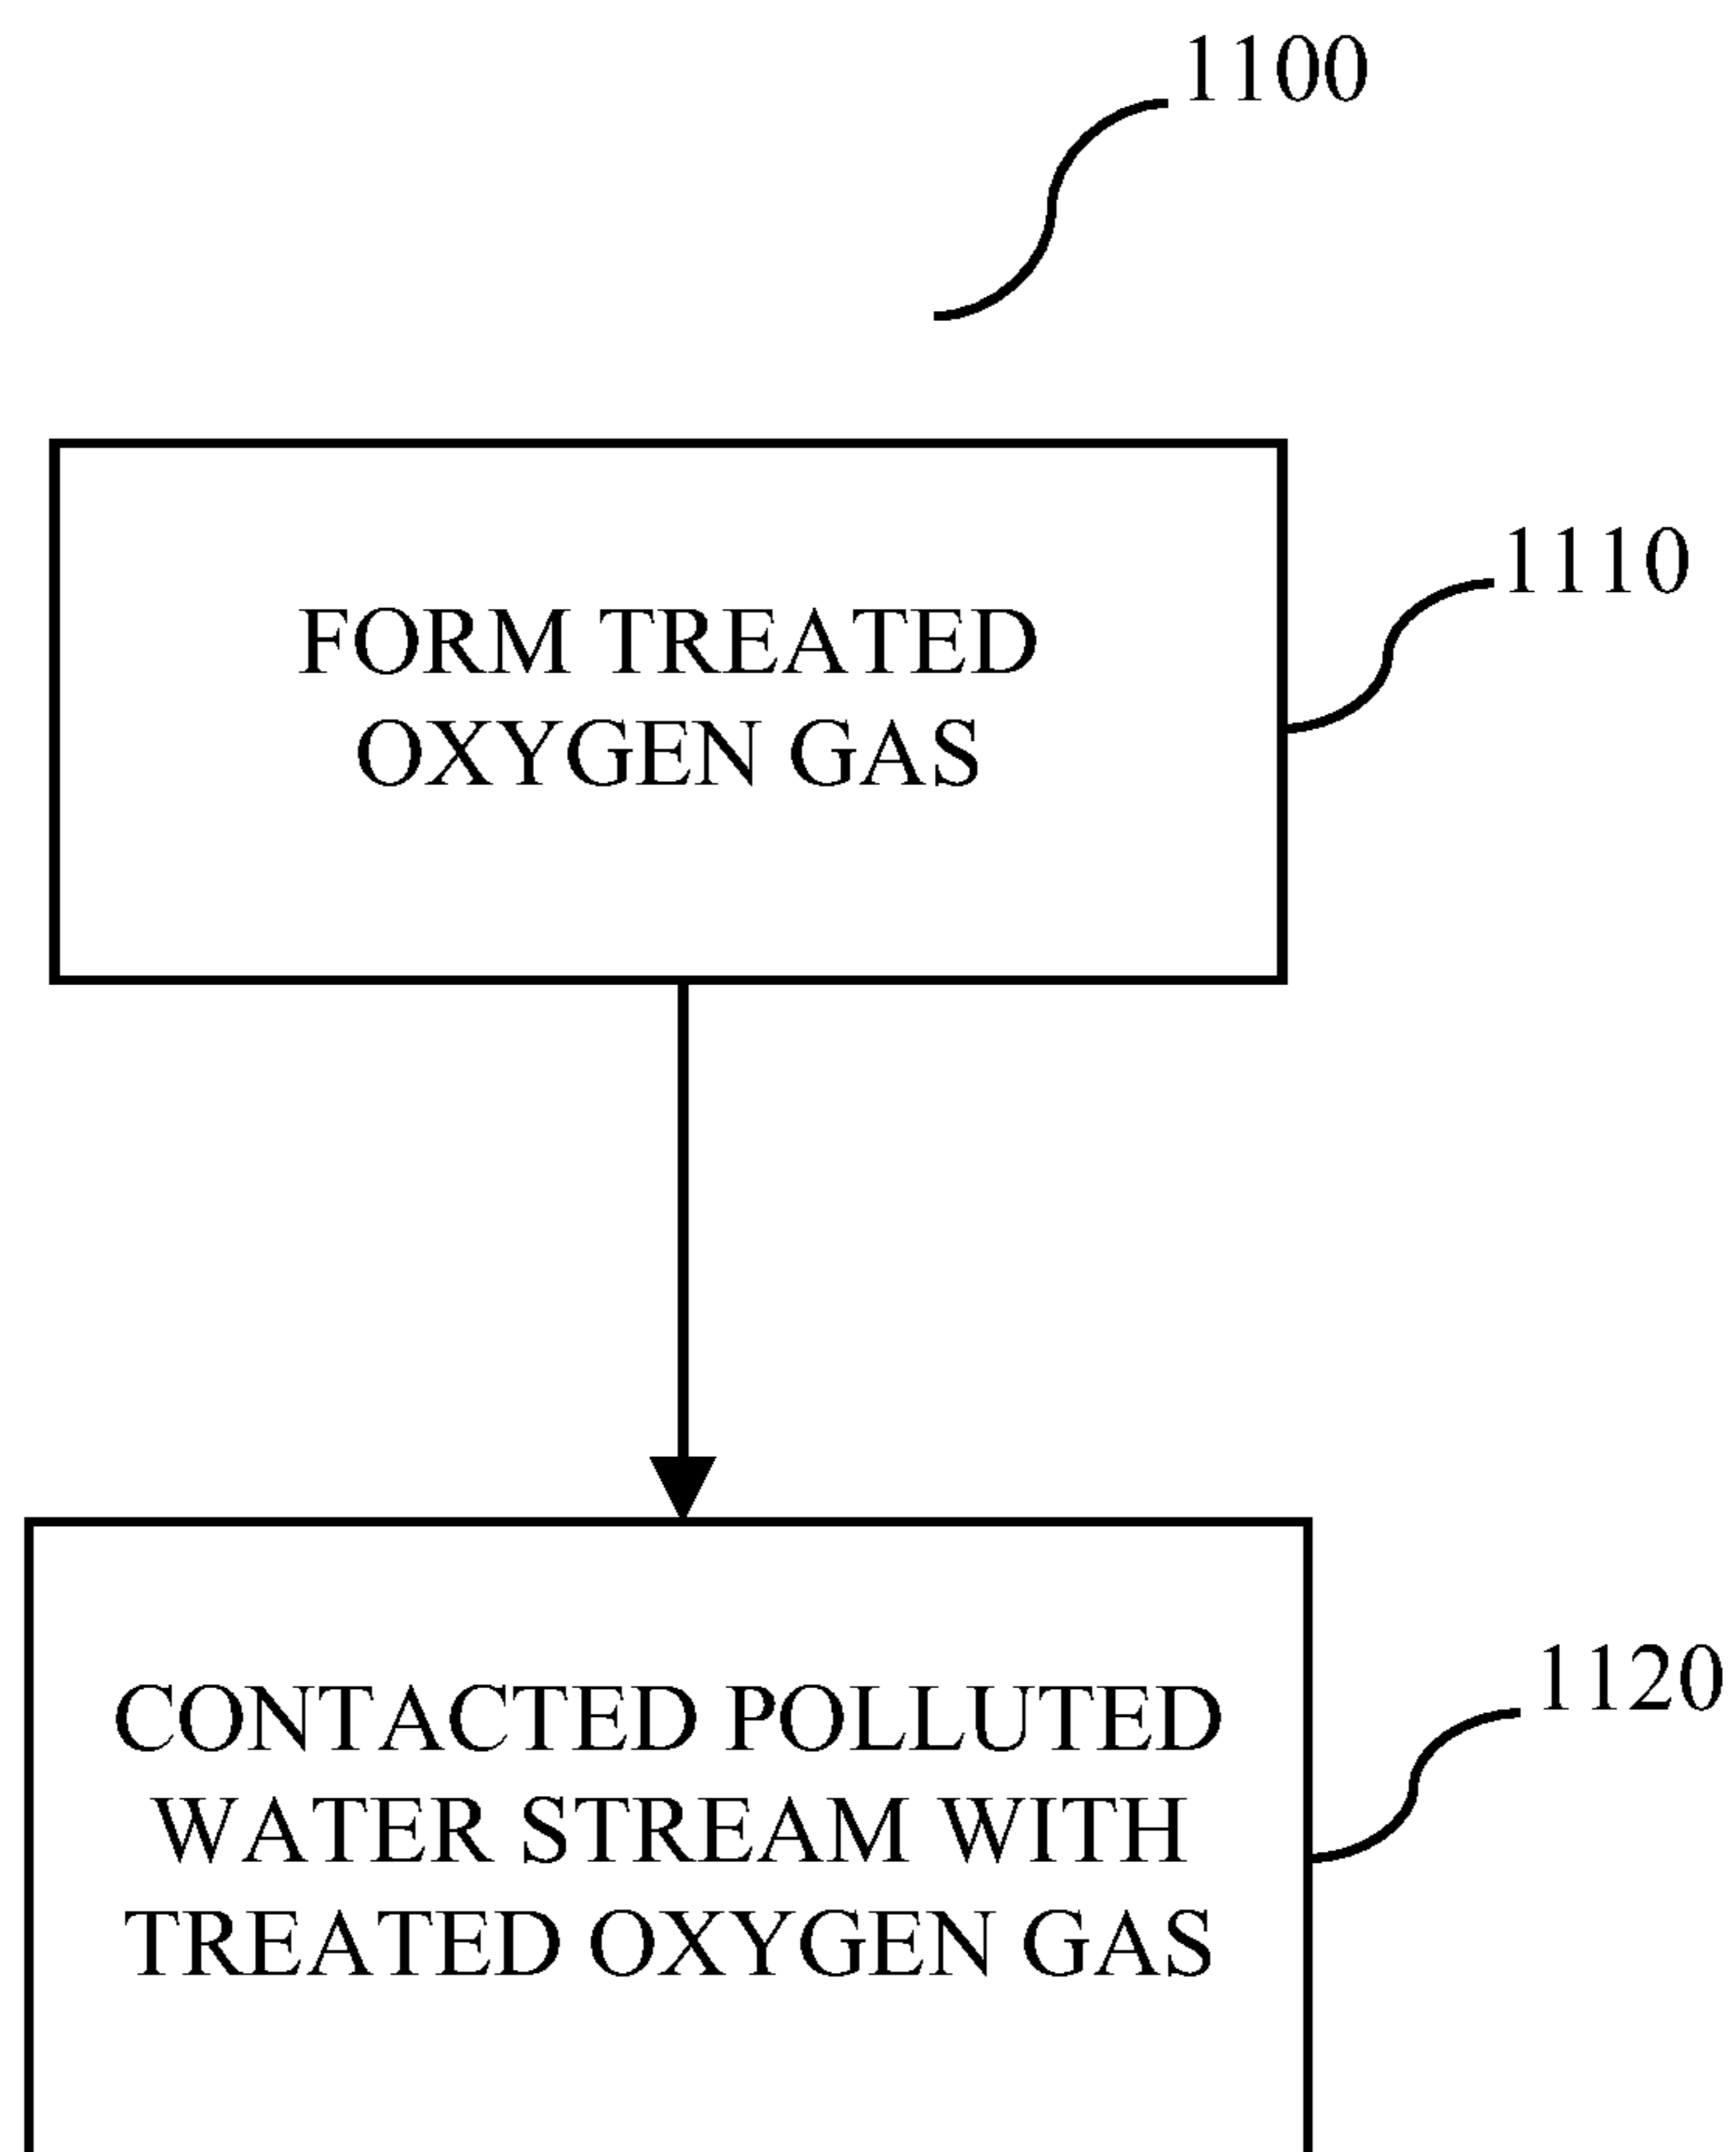 1100
1110
FORM TREATED
OXYGEN GAS
1120
CONTACTED POLLUTED
WATER STREAM WITH
TREATED OXYGEN GAS